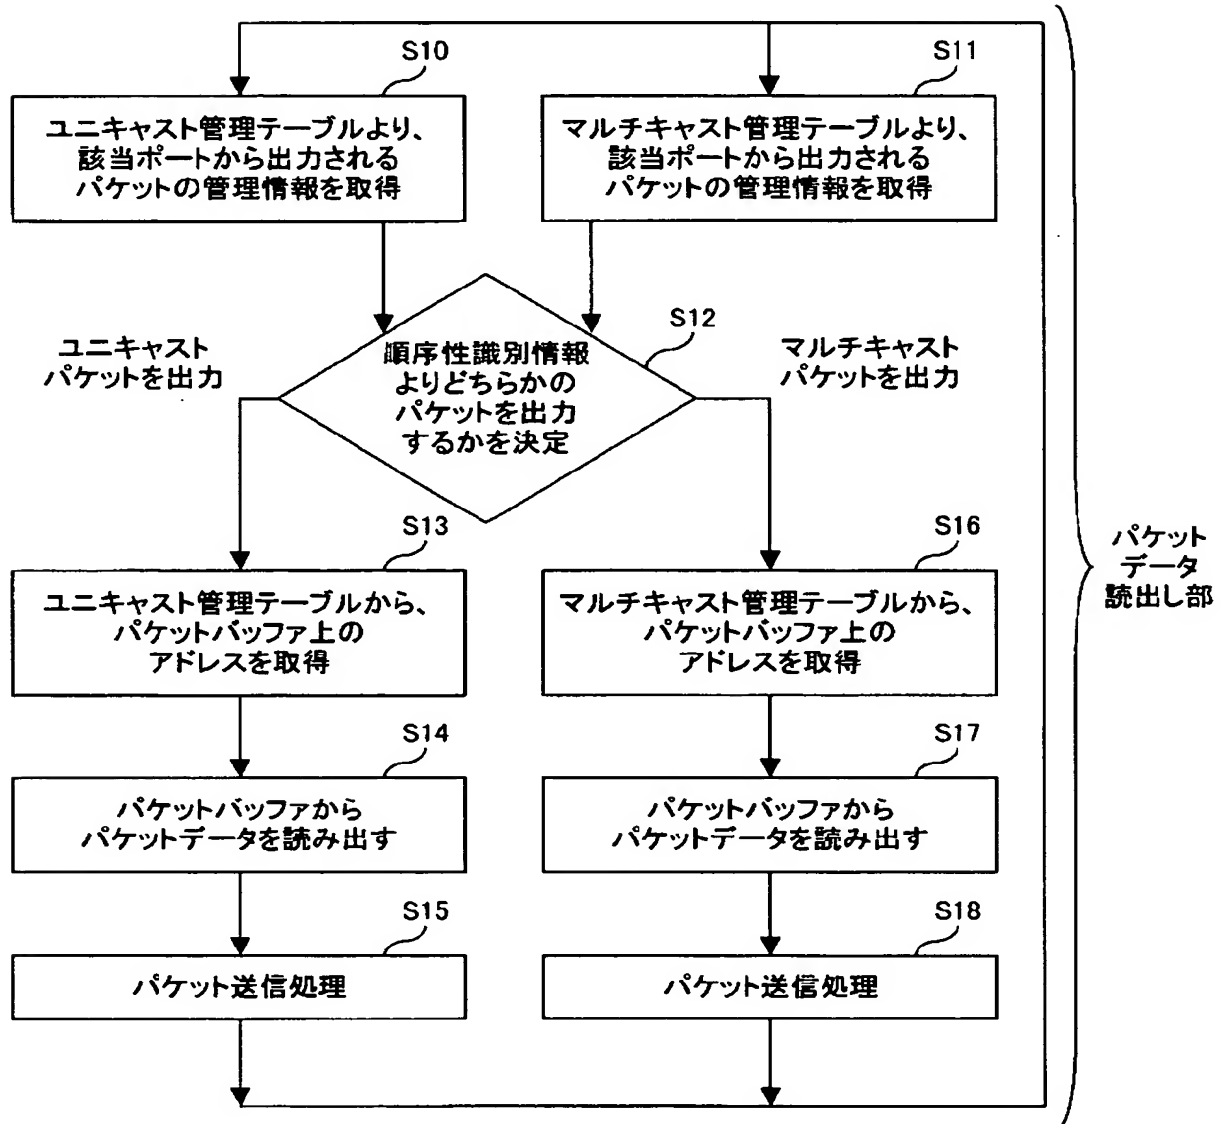 S10
ユニキャスト管理テーブルより、
該当ポートから出力される
パケットの管理情報を取得
S11
マルチキャスト管理テーブルより、
該当ポートから出力される
パケットの管理情報を取得
S12
順序性識別情報
よりどちらかの
パケットを出力
するかを決定
ユニキャスト
パケットを出力
マルチキャスト
パケットを出力
S13
ユニキャスト管理テーブルから、
パケットバッファ上の
アドレスを取得
S16
マルチキャスト管理テーブルから、
パケットバッファ上の
アドレスを取得
S14
パケットバッファから
パケットデータを読み出す
S17
パケットバッファから
パケットデータを読み出す
S15
パケット送信処理
S18
パケット送信処理
パケット
データ
読出し部